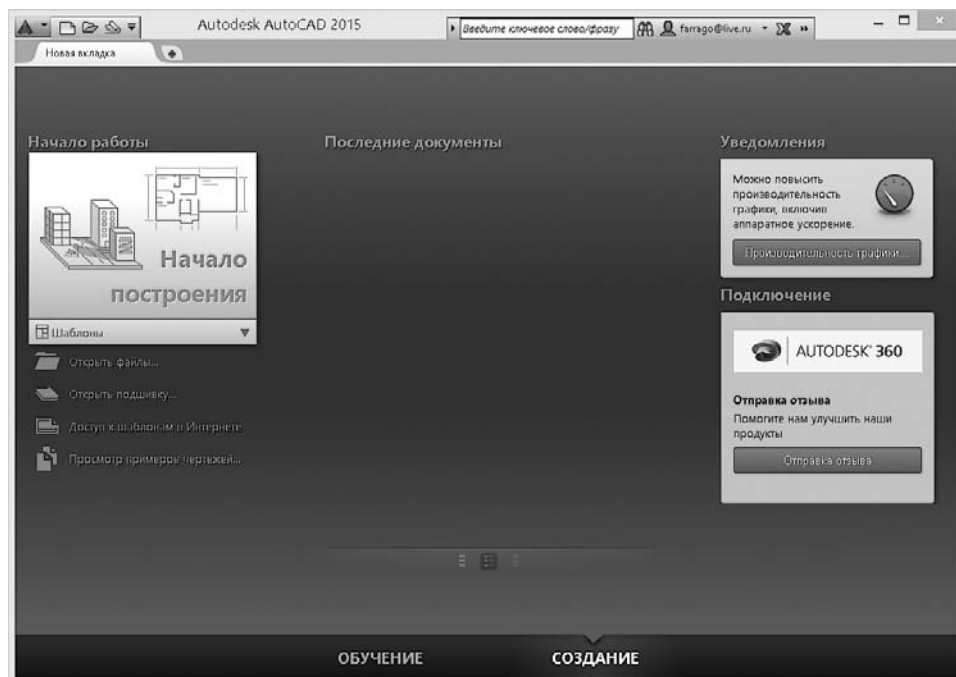 Autodesk AutoCAD 2015
Введите ключевое слово/фразу
farrago@live.ru
Новая вкладка
Начало работы
Начало
построения
Шаблоны
Открыть файлы...
Открыть подшивку...
Доступ к шаблонам в Интернете
Просмотр примеров чертежей...
Последние документы
Уведомления
Можно повысить
производительность
графики, включив
аппаратное ускорение.
Производительность графики...
Подключение
AUTODESK® 360
Отправка отзыва
Помогите нам улучшить наши
продукты
Отправка отзыва
ОБУЧЕНИЕ
СОЗДАНИЕ